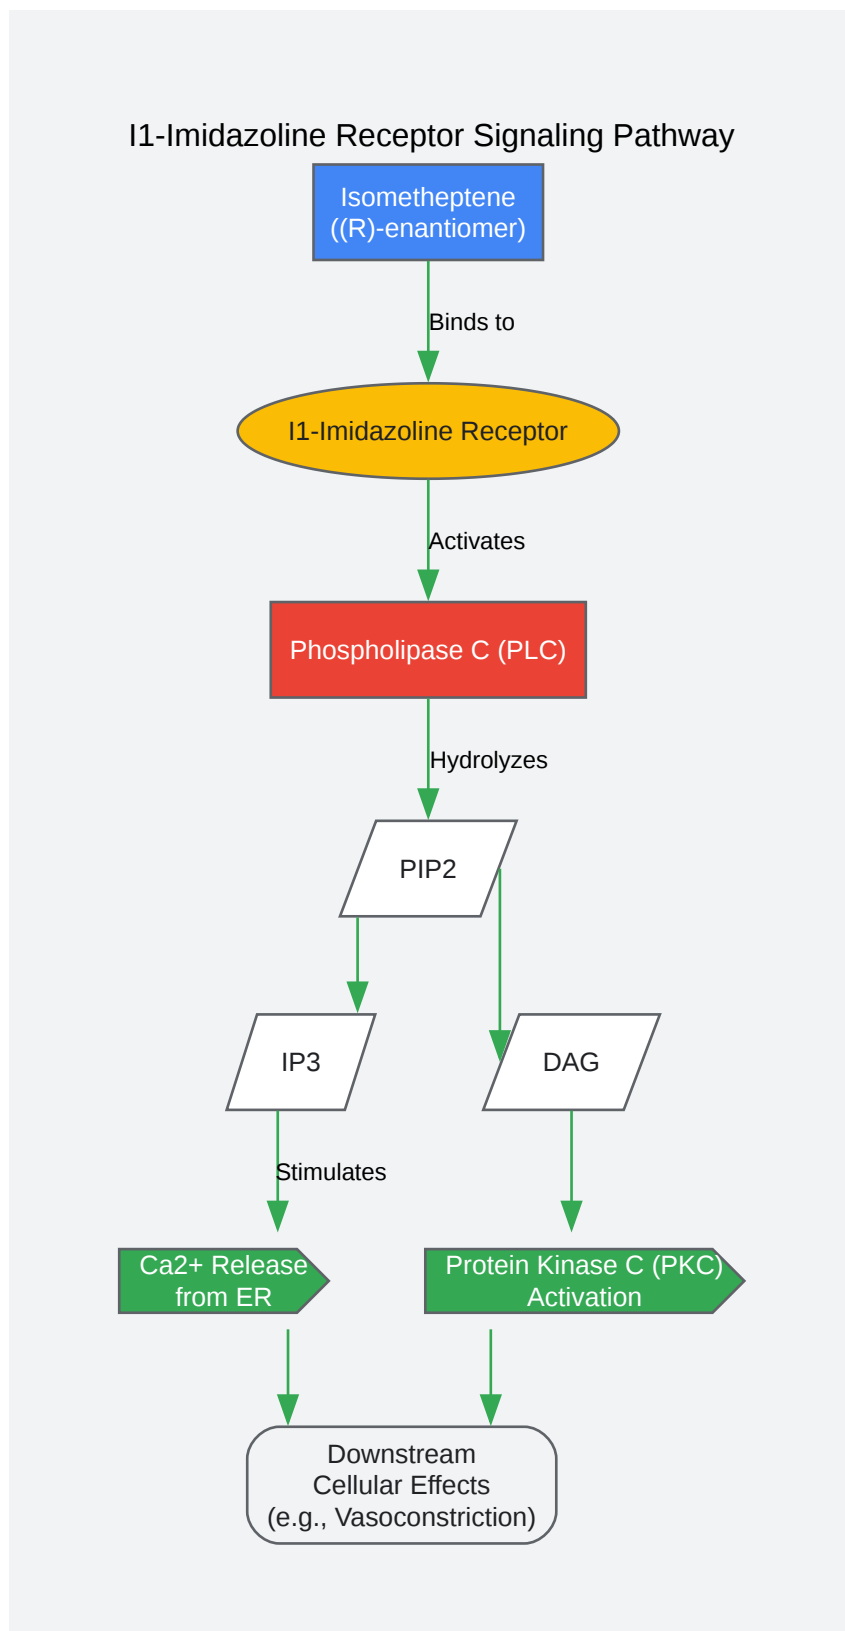 I1-Imidazoline Receptor Signaling Pathway
Isometheptene
((R)-enantiomer)
Binds to
I1-Imidazoline Receptor
Activates
Phospholipase C (PLC)
Hydrolyzes
PIP2
IP3
DAG
Stimulates
Ca2+ Release
from ER
Protein Kinase C (PKC)
Activation
Downstream
Cellular Effects
(e.g., Vasoconstriction)